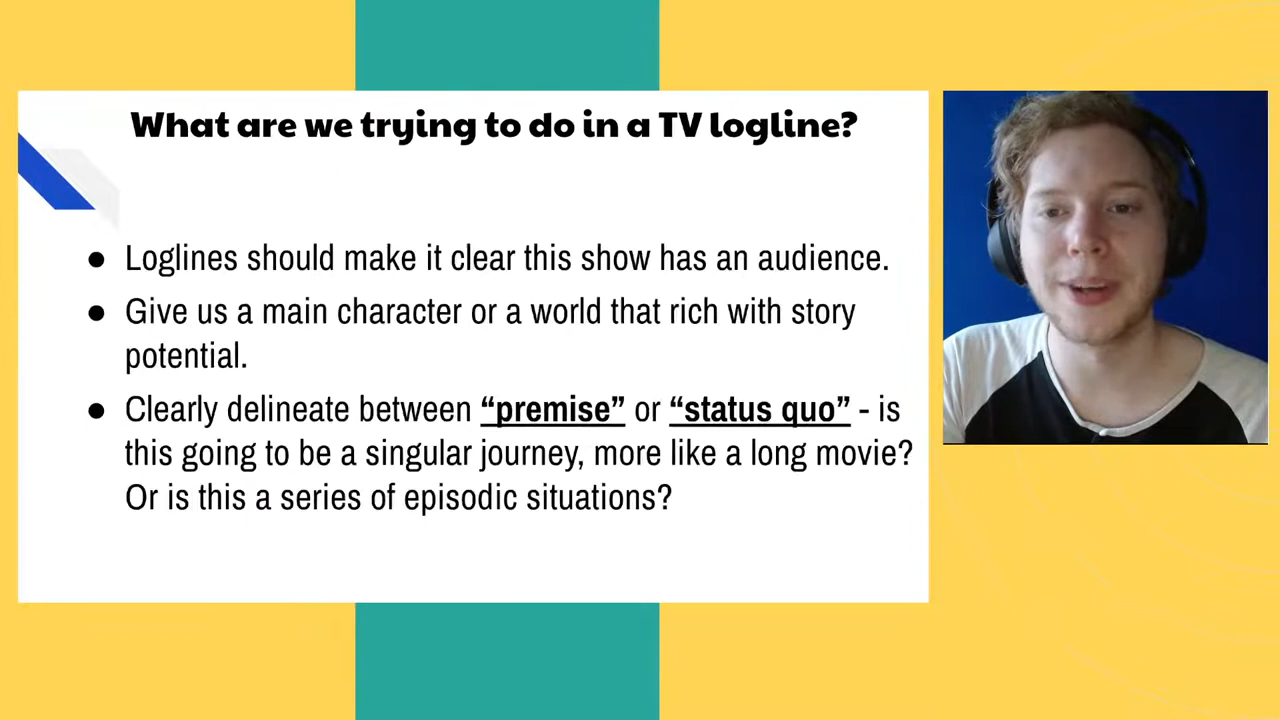 What are we trying to do in a TV logline?
● Loglines should make it clear this show has an audience.
● Give us a main character or a world that rich with story
potential.
● Clearly delineate between “premise” or “status quo” - is
this going to be a singular journey, more like a long movie?
Or is this a series of episodic situations?